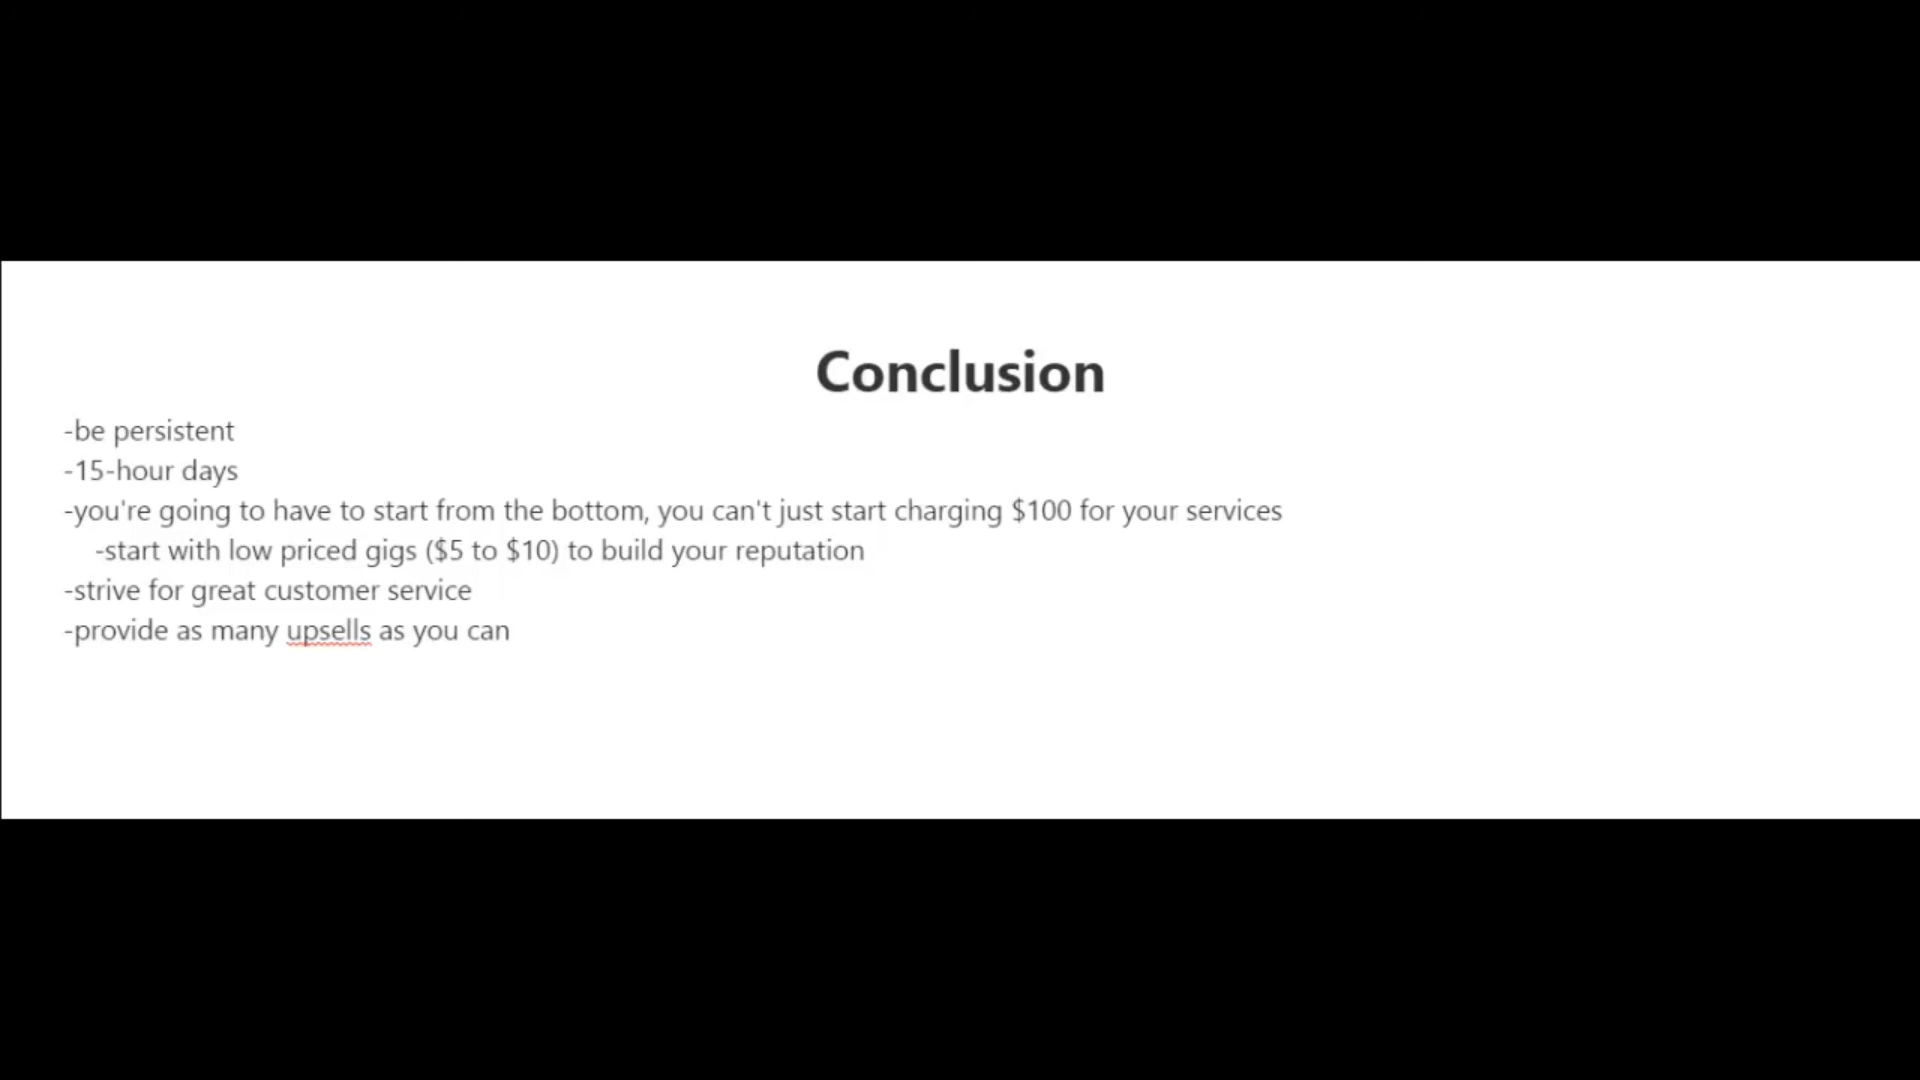 Conclusion
-be persistent
-15-hour days
-you're going to have to start from the bottom, you can't just start charging $100 for your services
-start with low priced gigs ($5 to $10) to build your reputation
-strive for great customer service
-provide as many upsells as you can